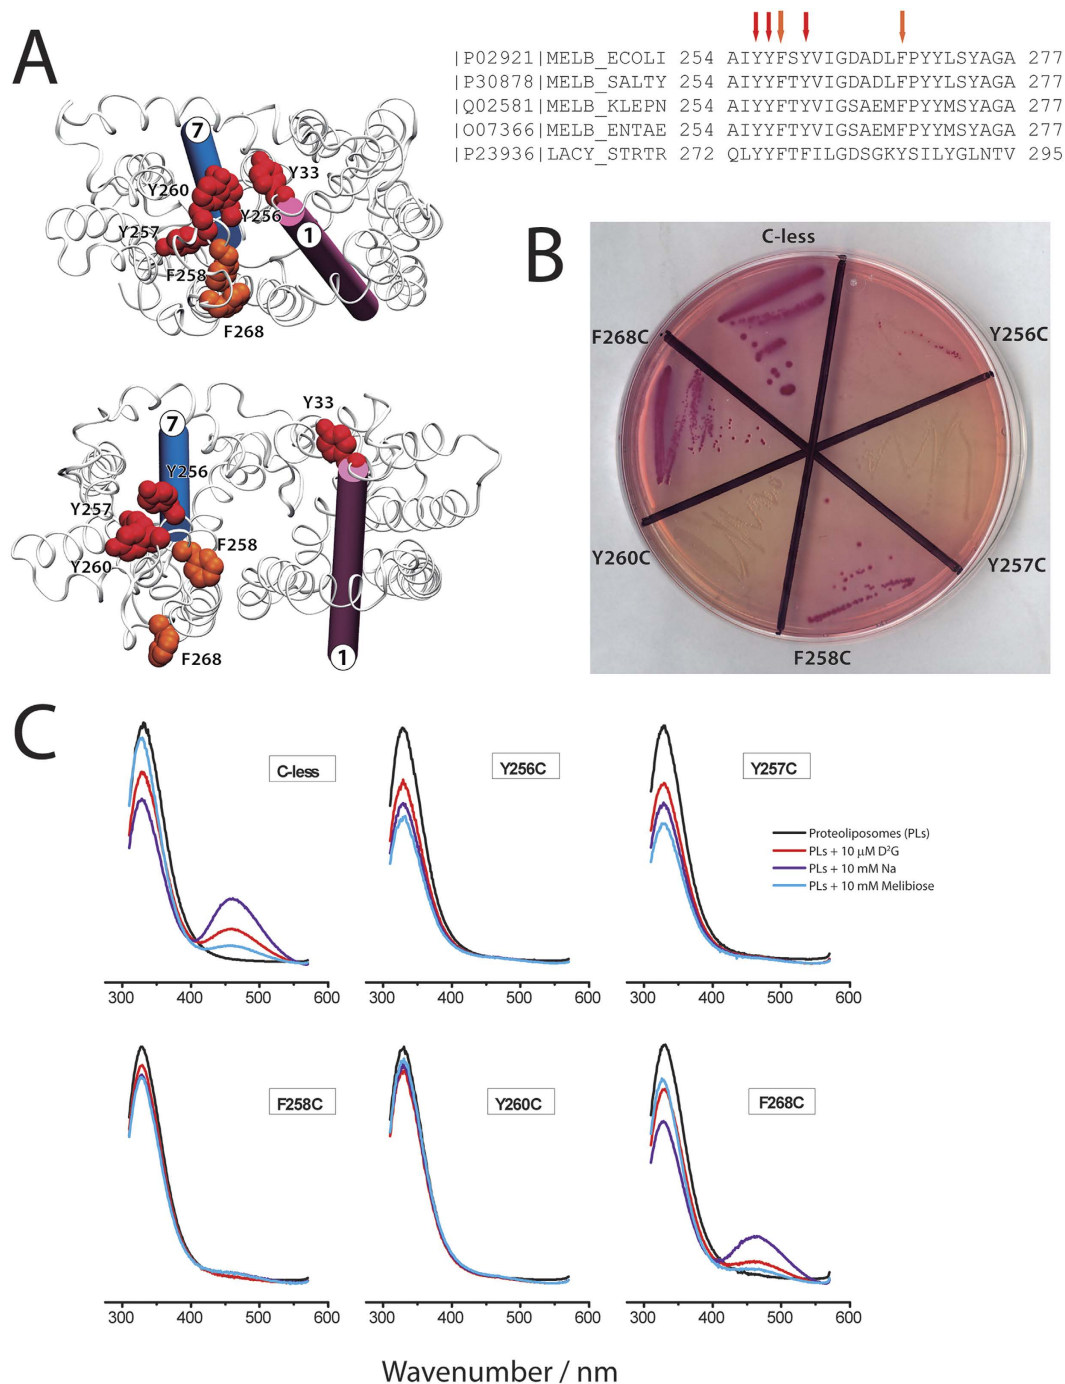 A
|P02921|MELB_ECOLI 254 AIYYFSYVIGDADLFPYYLSYAGA 277
|P30878|MELB_SALTY 254 AIYYFTYVIGDADLFPYYLSYAGA 277
|Q02581|MELB_KLEPN 254 AIYYFTYVIGSAEMFPYYMSYAGA 277
|O07366|MELB_ENTAE 254 AIYYFTYVIGSAEMFPYYMSYAGA 277
|P23936|LACY_STRTR 272 QLYYFTFILGDSGKYSILYGLNTV 295
7
Y33
Y260
Y256
Y257
1
F258
F268
Y33
7
Y256
Y257
F258
Y260
F268
1
B
C-less
F268C
Y256C
Y260C
Y257C
F258C
C
C-less
Y256C
Y257C
Proteoliposomes (PLs)
PLs + 10 μM D²G
PLs + 10 mM Na
PLs + 10 mM Melibiose
300 400 500 600
300 400 500 600
300 400 500 600
F258C
Y260C
F268C
300 400 500 600
300 400 500 600
300 400 500 600
Wavenumber / nm